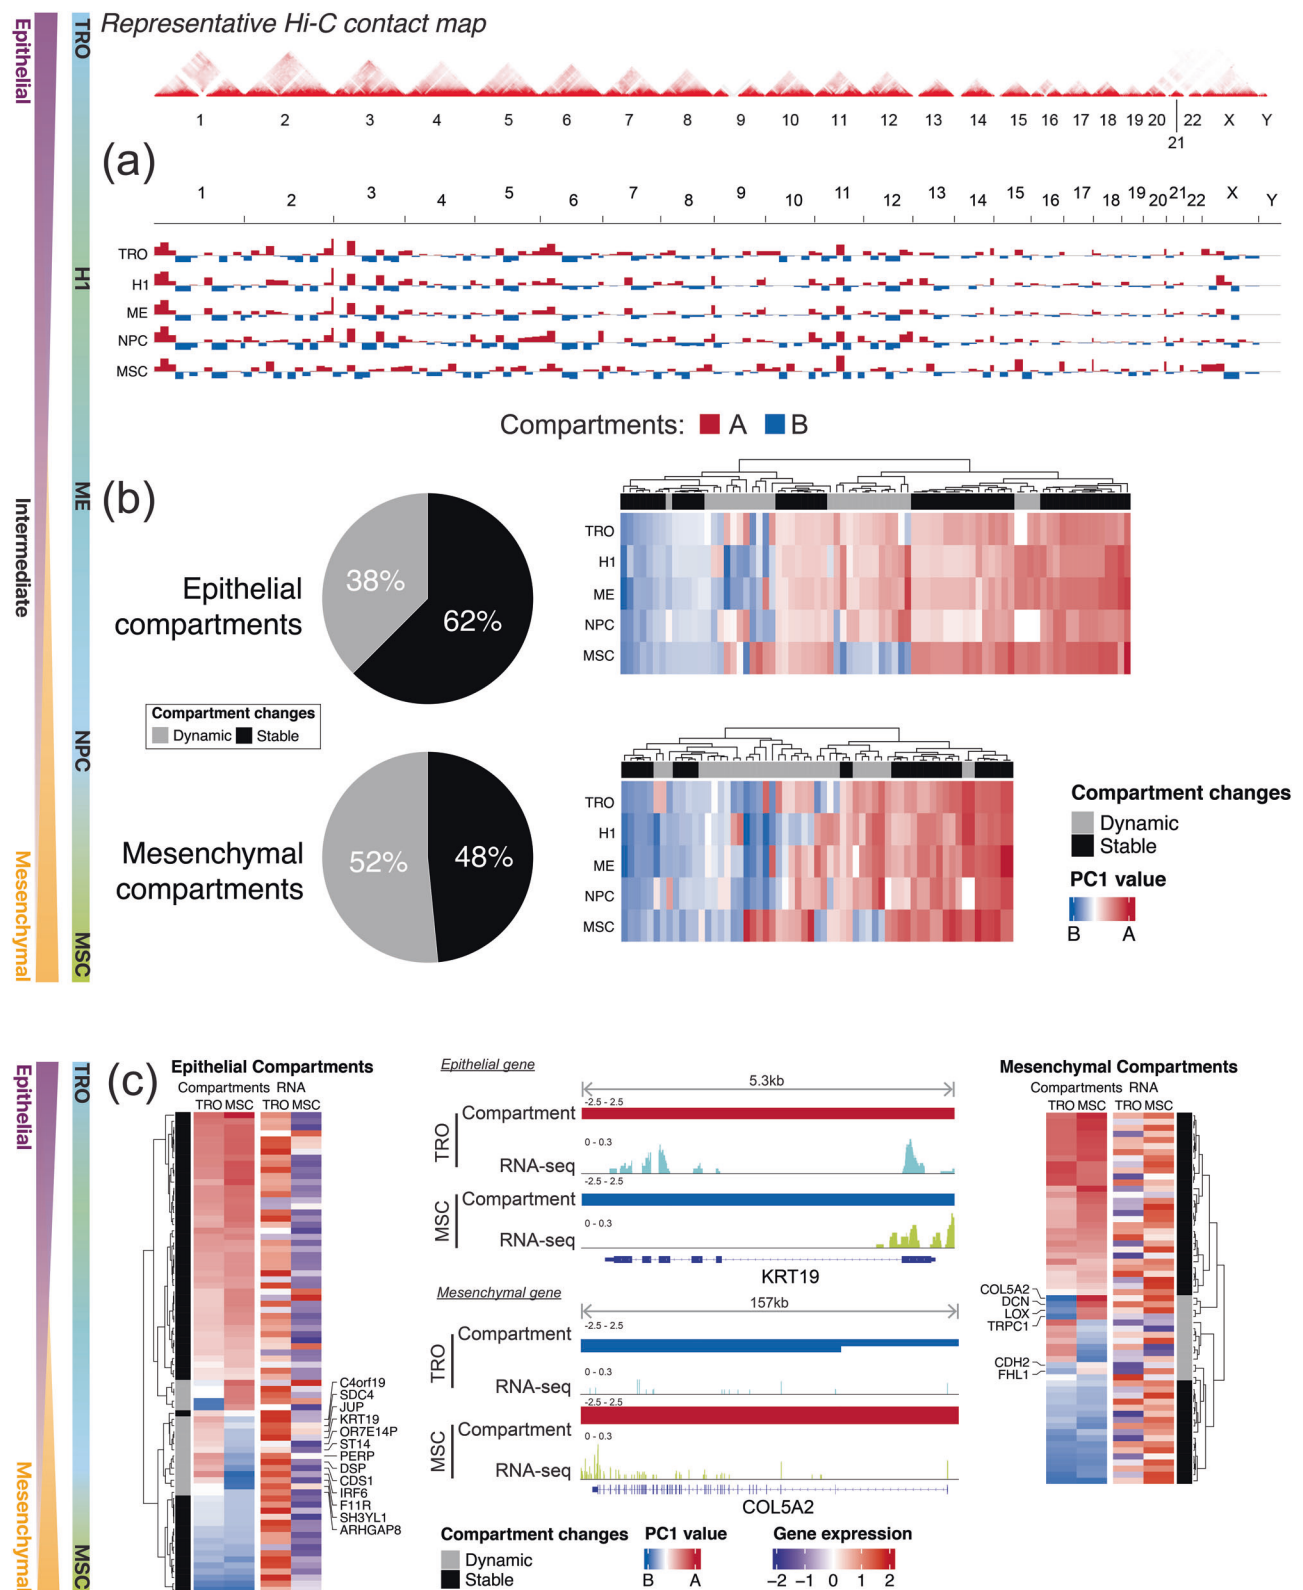 Representative Hi-C contact map
Epithelial
Intermediate
Mesenchymal
TRO
H1
ME
NPC
MSC
1 2 3 4 5 6 7 8 9 10 11 12 13 14 15 16 17 18 19 20 21 22 X Y
(a)
1 2 3 4 5 6 7 8 9 10 11 12 13 14 15 16 17 18 19 20 21 22 X Y
TRO
H1
ME
NPC
MSC
Compartments: A B
(b)
Epithelial
compartments
38%
62%
TRO
H1
ME
NPC
MSC
Compartment changes
Dynamic Stable
Mesenchymal
compartments
52%
48%
TRO
H1
ME
NPC
MSC
Compartment changes
Dynamic
Stable
PC1 value
B A
(c)
Epithelial
Mesenchymal
TRO
MSC
Epithelial Compartments
Compartments RNA
TRO MSC TRO MSC
C4orf19
SDC4
JUP
KRT19
OR7E14P
ST14
PERP
DSP
CDS1
IRF6
F11R
SH3YL1
ARHGAP8
Epithelial gene
5.3kb
TRO
-2.5 - 2.5
Compartment
0 - 0.3
RNA-seq
MSC
-2.5 - 2.5
Compartment
0 - 0.3
RNA-seq
KRT19
Mesenchymal gene
157kb
TRO
-2.5 - 2.5
Compartment
0 - 0.3
RNA-seq
MSC
-2.5 - 2.5
Compartment
0 - 0.3
RNA-seq
COL5A2
Compartment changes
Dynamic
Stable
PC1 value
B A
Gene expression
-2 -1 0 1 2
Mesenchymal Compartments
Compartments RNA
TRO MSC TRO MSC
COL5A2
DCN
LOX
TRPC1
CDH2
FHL1